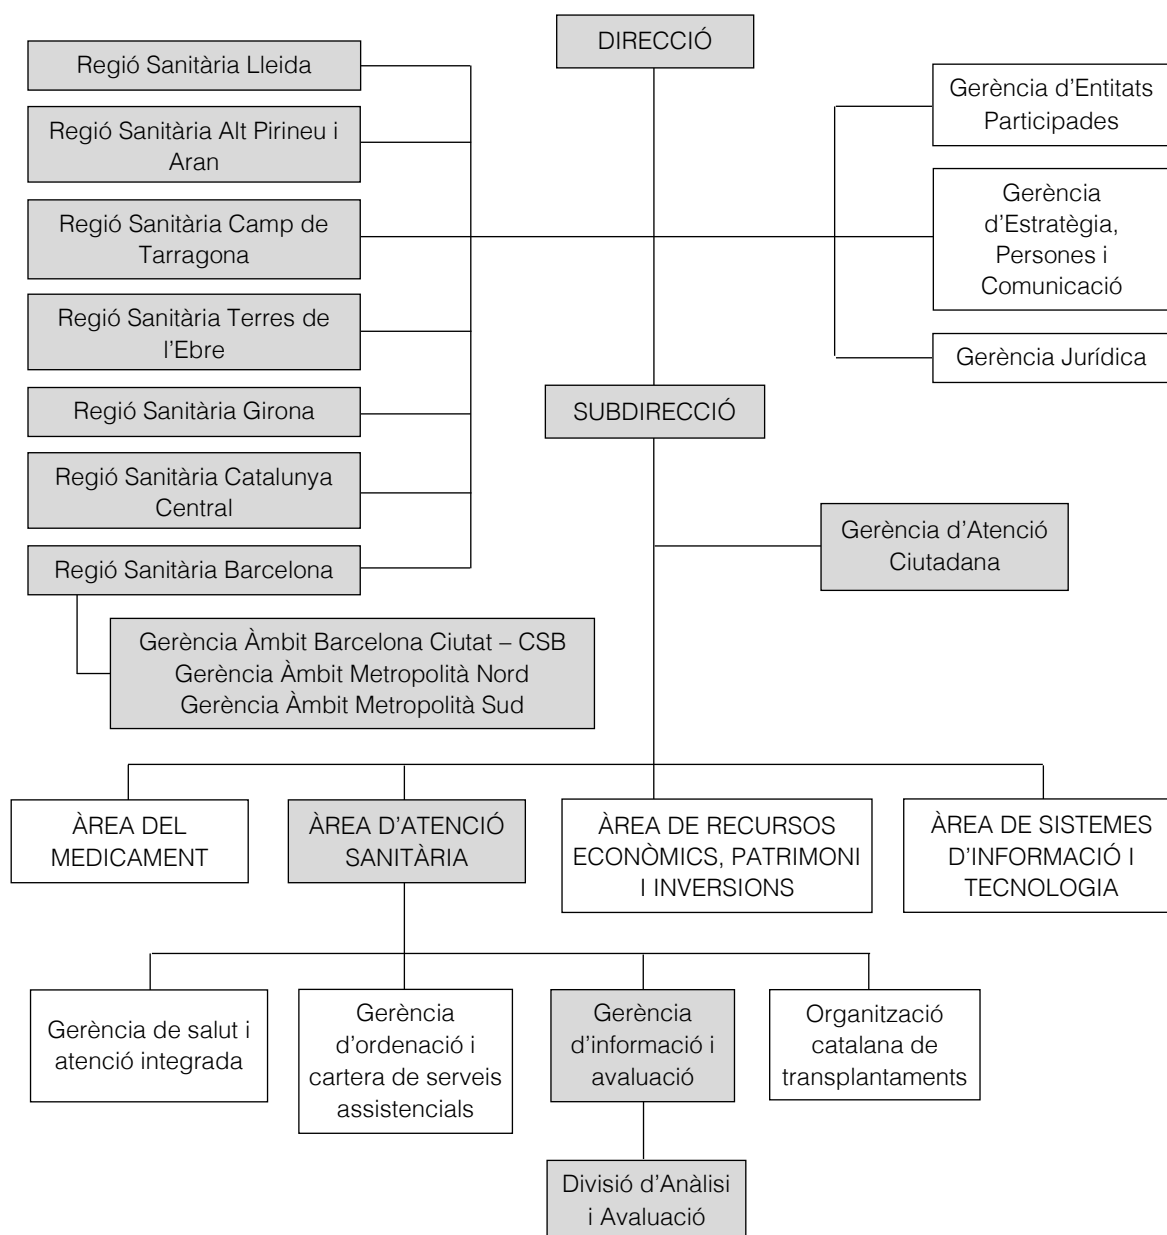 DIRECCIÓ
Regió Sanitària Lleida
Regió Sanitària Alt Pirineu i
Aran
Regió Sanitària Camp de
Tarragona
Regió Sanitària Terres de
l’Ebre
Regió Sanitària Girona
Regió Sanitària Catalunya
Central
Regió Sanitària Barcelona
Gerència Àmbit Barcelona Ciutat – CSB
Gerència Àmbit Metropolità Nord
Gerència Àmbit Metropolità Sud
Gerència d’Entitats
Participades
Gerència
d’Estratègia,
Persones i
Comunicació
Gerència Jurídica
SUBDIRECCIÓ
Gerència d’Atenció
Ciutadana
ÀREA DEL
MEDICAMENT
ÀREA D’ATENCIÓ
SANITÀRIA
ÀREA DE RECURSOS
ECONÒMICS, PATRIMONI
I INVERSIONS
ÀREA DE SISTEMES
D’INFORMACIÓ I
TECNOLOGIA
Gerència de salut i
atenció integrada
Gerència
d’ordenació i
cartera de serveis
assistencials
Gerència
d’informació i
avaluació
Organització
catalana de
transplantaments
Divisió d’Anàlisi
i Avaluació